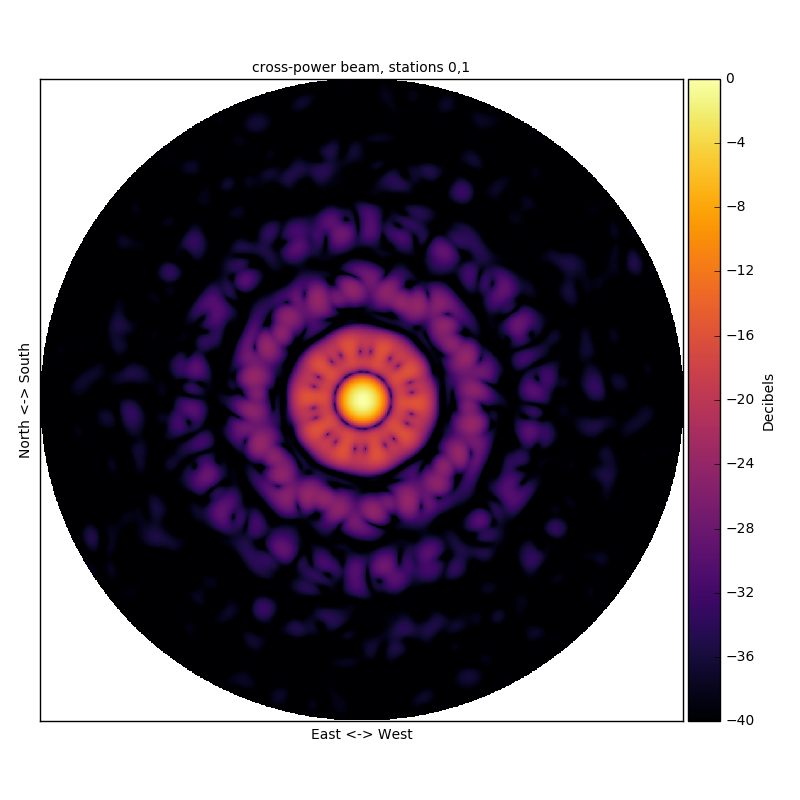 cross-power beam, stations 0,1
0
−4
−8
−12
−16
−20
−24
−28
−32
−36
−40
Decibels
North <-> South
East <-> West